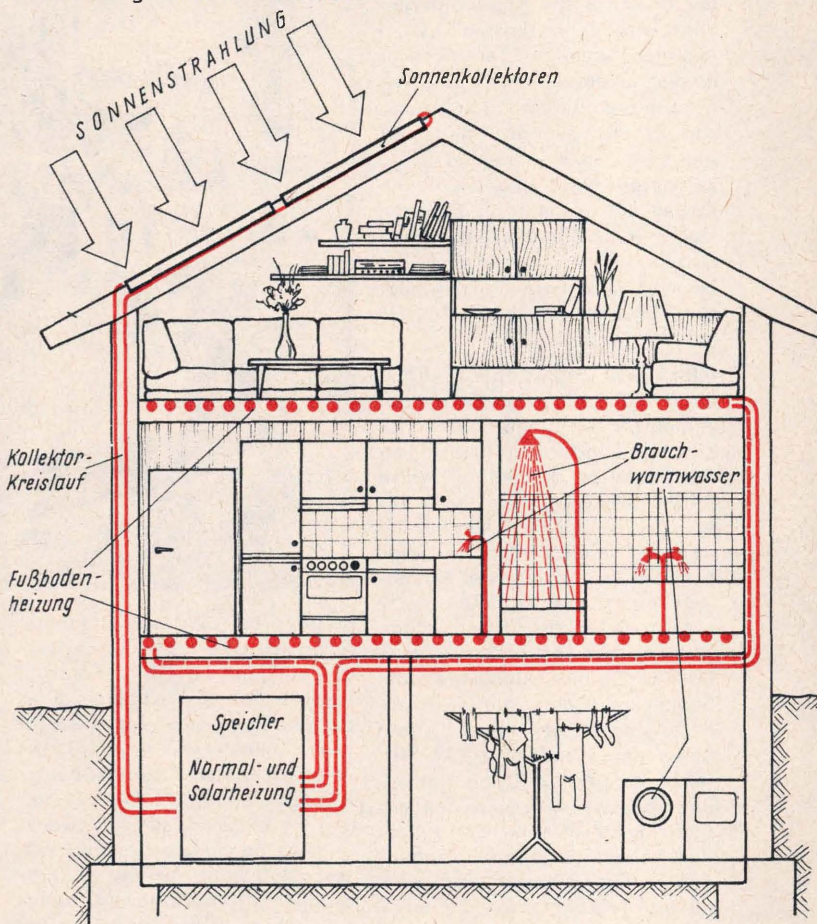 SONNENSTRAHLUNG
Sonnenkollektoren
Kollektor-
Kreislauf
Brauch-
warmwasser
Fußboden-
heizung
Speicher
Normal- und
Solarheizung